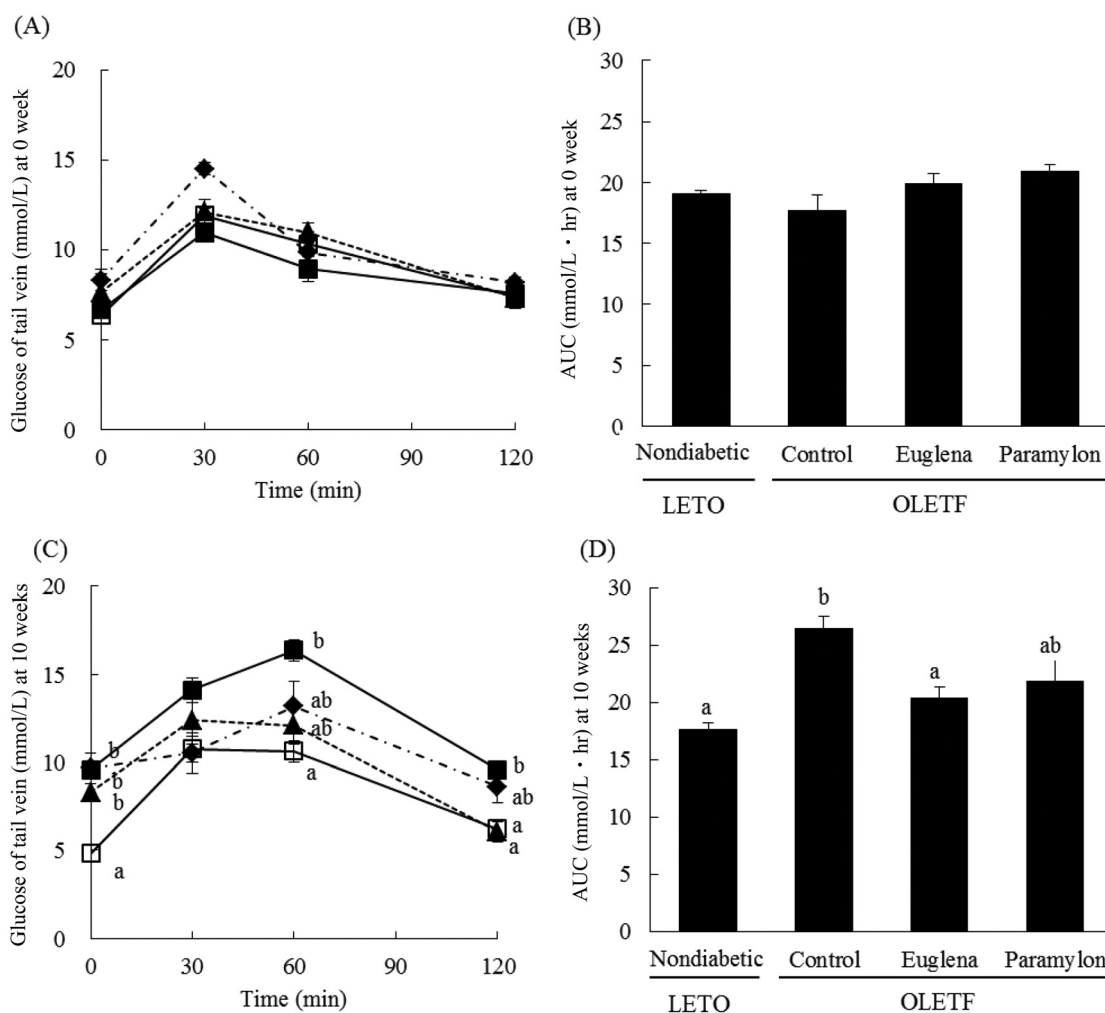 (A)
Glucose of tail vein (mmol/L) at 0 week
20
15
10
5
0
0 30 60 90 120
Time (min)
(B)
AUC (mmol/L・hr) at 0 week
30
25
20
15
10
5
0
Nondiabetic Control Euglena Paramylon
LETO OLETF
(C)
Glucose of tail vein (mmol/L) at 10 weeks
20
15
10
5
0
b
b
b
a
b
ab
ab
a
b
ab
a
a
0 30 60 90 120
Time (min)
(D)
AUC (mmol/L・hr) at 10 weeks
30
25
20
15
10
5
0
a
b
a
ab
Nondiabetic Control Euglena Paramylon
LETO OLETF